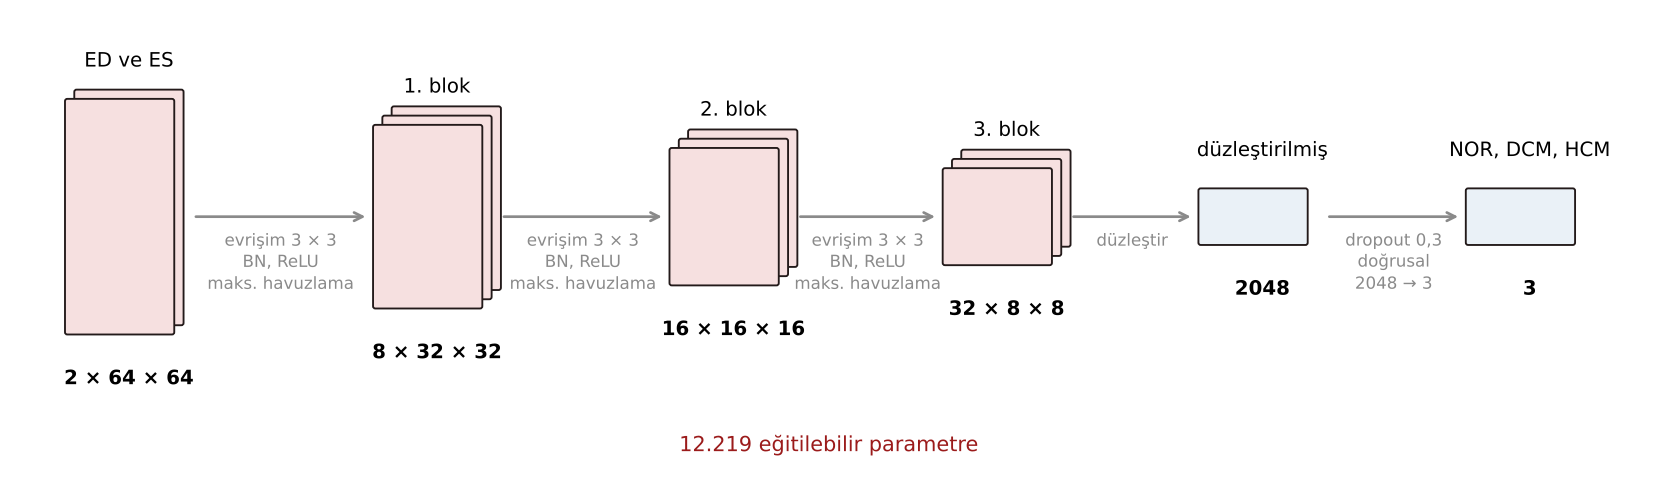 ED ve ES
2 × 64 × 64
evrişim 3 × 3
BN, ReLU
maks. havuzlama
1. blok
8 × 32 × 32
evrişim 3 × 3
BN, ReLU
maks. havuzlama
2. blok
16 × 16 × 16
evrişim 3 × 3
BN, ReLU
maks. havuzlama
3. blok
32 × 8 × 8
düzleştir
düzleştirilmiş
2048
dropout 0,3
doğrusal
2048 → 3
NOR, DCM, HCM
3
12.219 eğitilebilir parametre